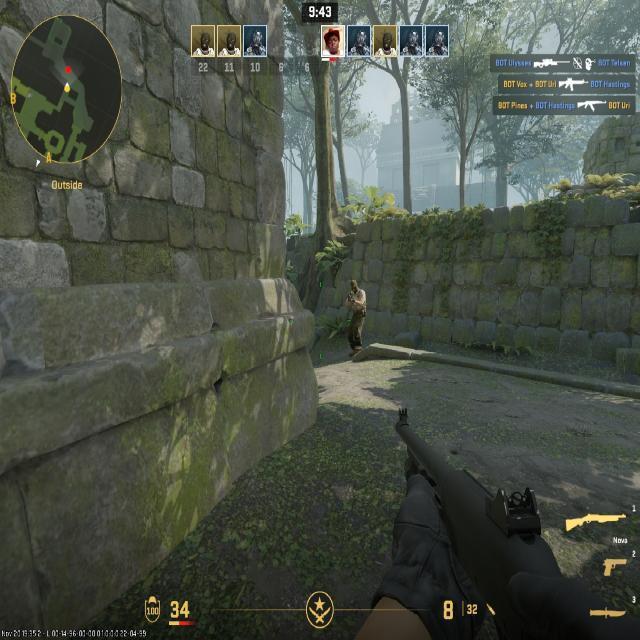 9:43
22 11 10 8 6
BOT Ulysses BOT Telsen
BOT Vox + BOT Uri BOT Hastings
BOT Pines + BOT Hastings BOT Uri
B
A
Outside
1
Nova
2
3
100 34
8 32